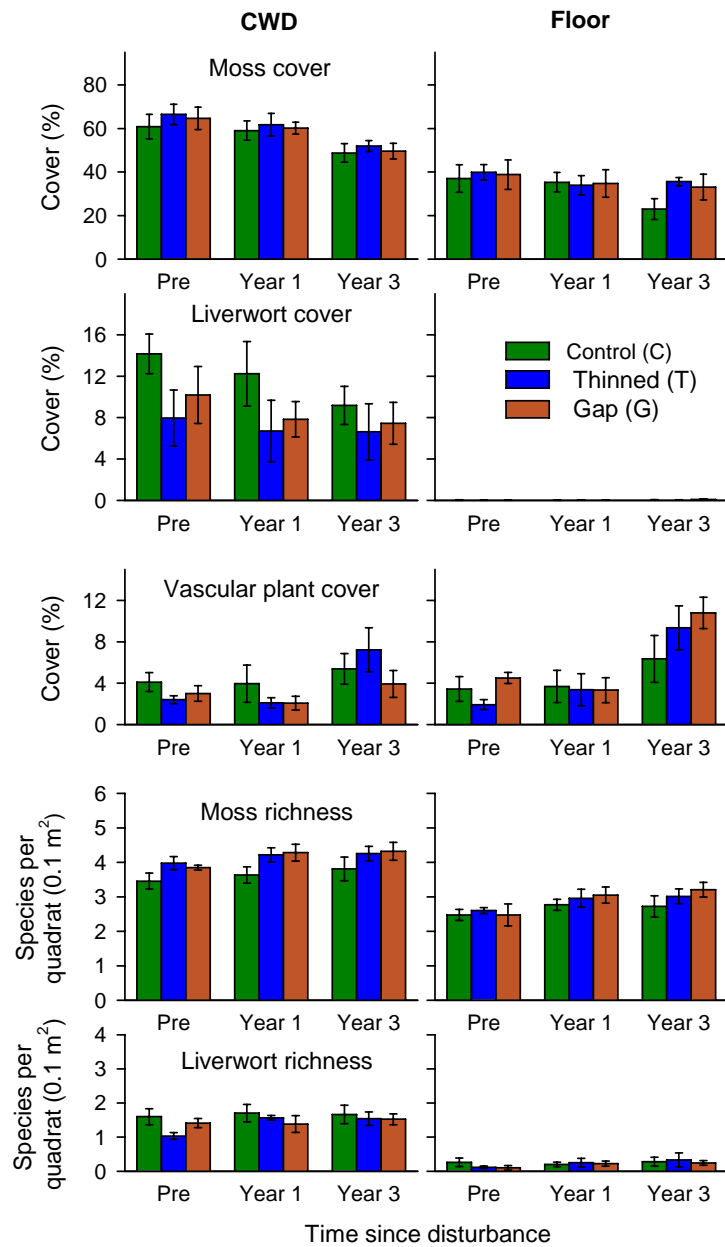 CWD
Floor
Moss cover
Cover (%)
80
60
40
20
0
Pre
Year 1
Year 3
Pre
Year 1
Year 3
Liverwort cover
Cover (%)
16
12
8
4
0
Control (C)
Thinned (T)
Gap (G)
Pre
Year 1
Year 3
Pre
Year 1
Year 3
Vascular plant cover
Cover (%)
12
8
4
0
Pre
Year 1
Year 3
Pre
Year 1
Year 3
Moss richness
Species per
quadrat (0.1 m²)
6
5
4
3
2
1
0
Pre
Year 1
Year 3
Pre
Year 1
Year 3
Liverwort richness
Species per
quadrat (0.1 m²)
4
3
2
1
0
Pre
Year 1
Year 3
Pre
Year 1
Year 3
Time since disturbance